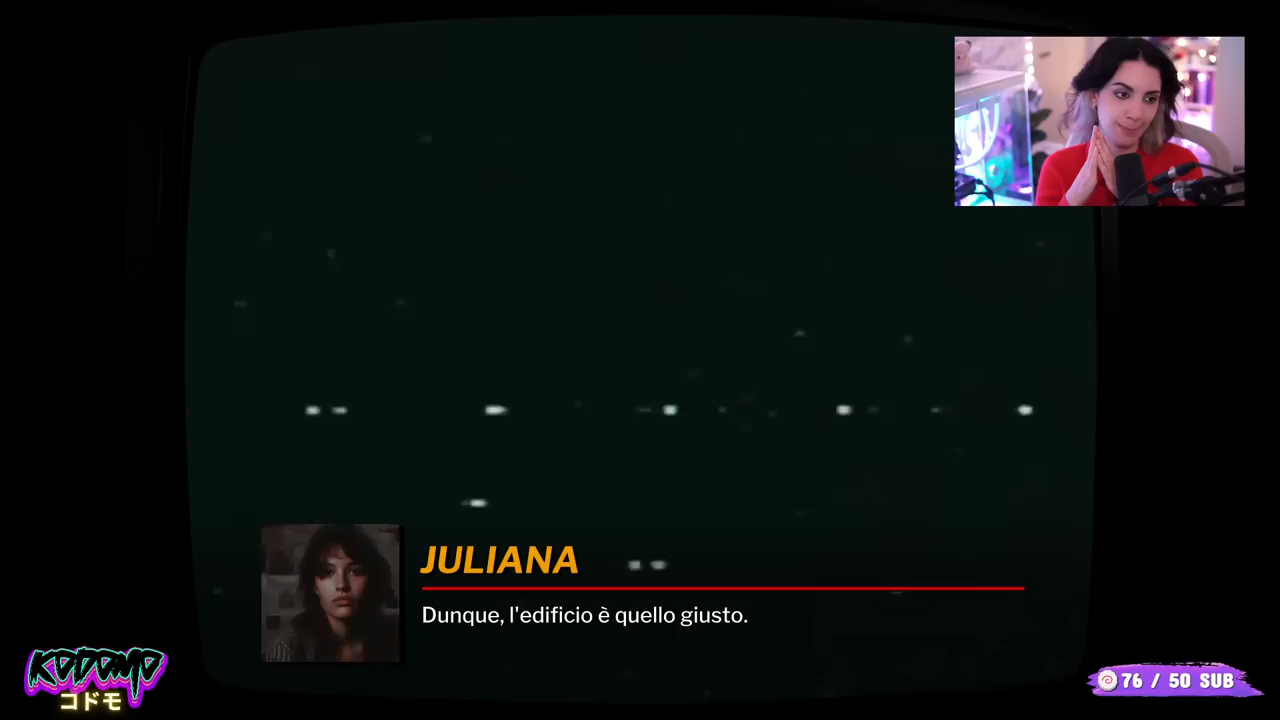 JULIANA
Dunque, l'edificio è quello giusto.
KODOMO
コドモ
76 / 50 SUB